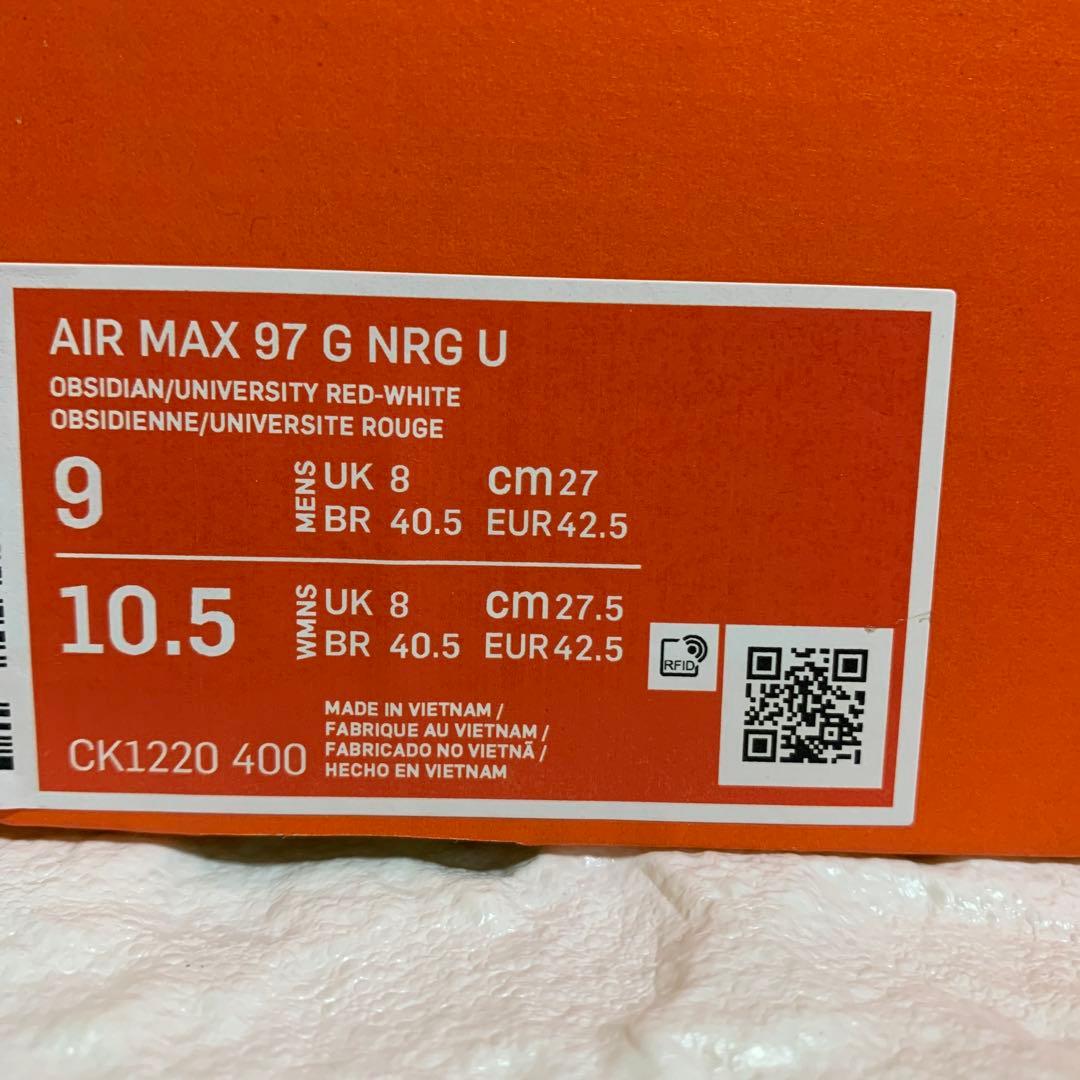 AIR MAX 97 G NRG U
OBSIDIAN/UNIVERSITY RED-WHITE
OBSIDIENNE/UNIVERSITE ROUGE
9 MENS UK 8 cm 27
BR 40.5 EUR 42.5
10.5 WMNS UK 8 cm 27.5
BR 40.5 EUR 42.5
RFID
CK1220 400
MADE IN VIETNAM /
FABRIQUE AU VIETNAM /
FABRICADO NO VIETNÃ /
HECHO EN VIETNAM